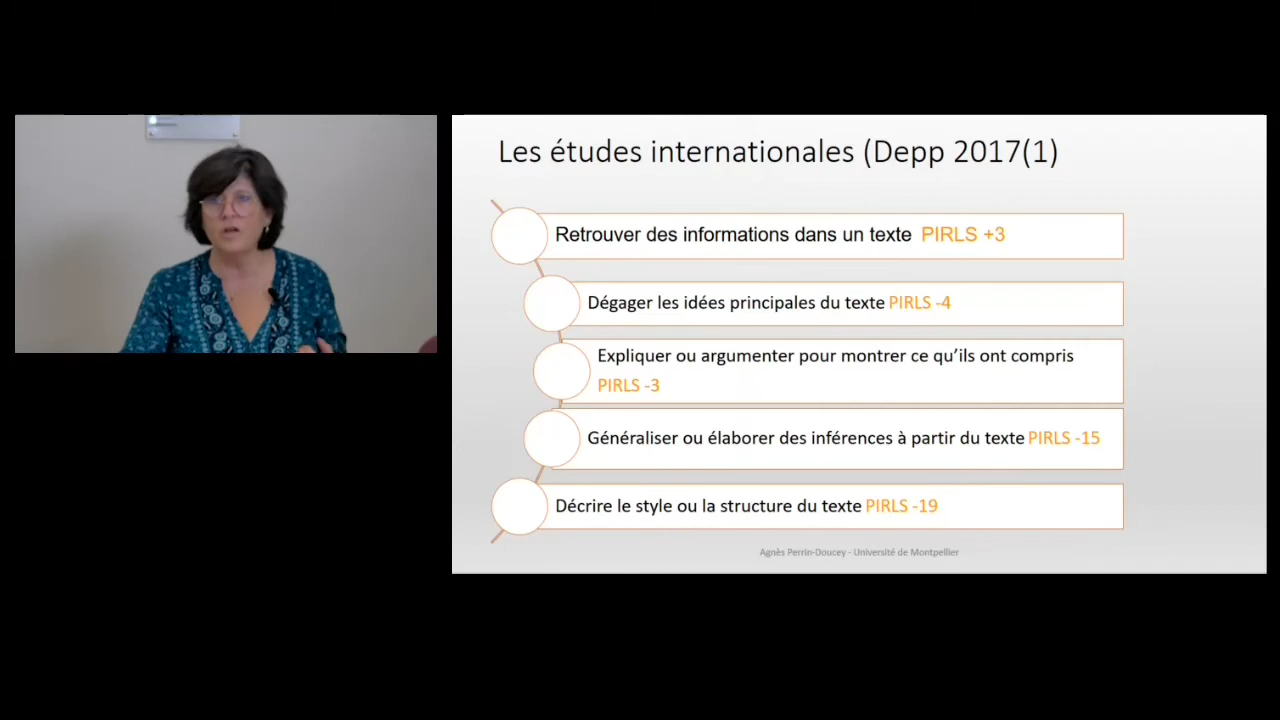 Les études internationales (Depp 2017(1)
Retrouver des informations dans un texte PIRLS +3
Dégager les idées principales du texte PIRLS -4
Expliquer ou argumenter pour montrer ce qu’ils ont compris
PIRLS -3
Généraliser ou élaborer des inférences à partir du texte PIRLS -15
Décrire le style ou la structure du texte PIRLS -19
Agnès Perrin-Doucey - Université de Montpellier